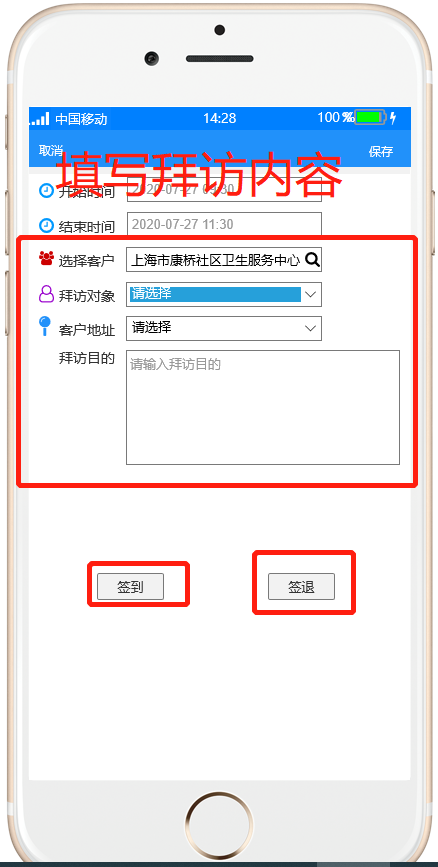 中国移动 14:28 100%
取消 保存
填写拜访内容
开始时间 2020-07-27 09:30
结束时间 2020-07-27 11:30
选择客户 上海市康桥社区卫生服务中心
拜访对象 请选择
客户地址 请选择
拜访目的 请输入拜访目的
签到 签退